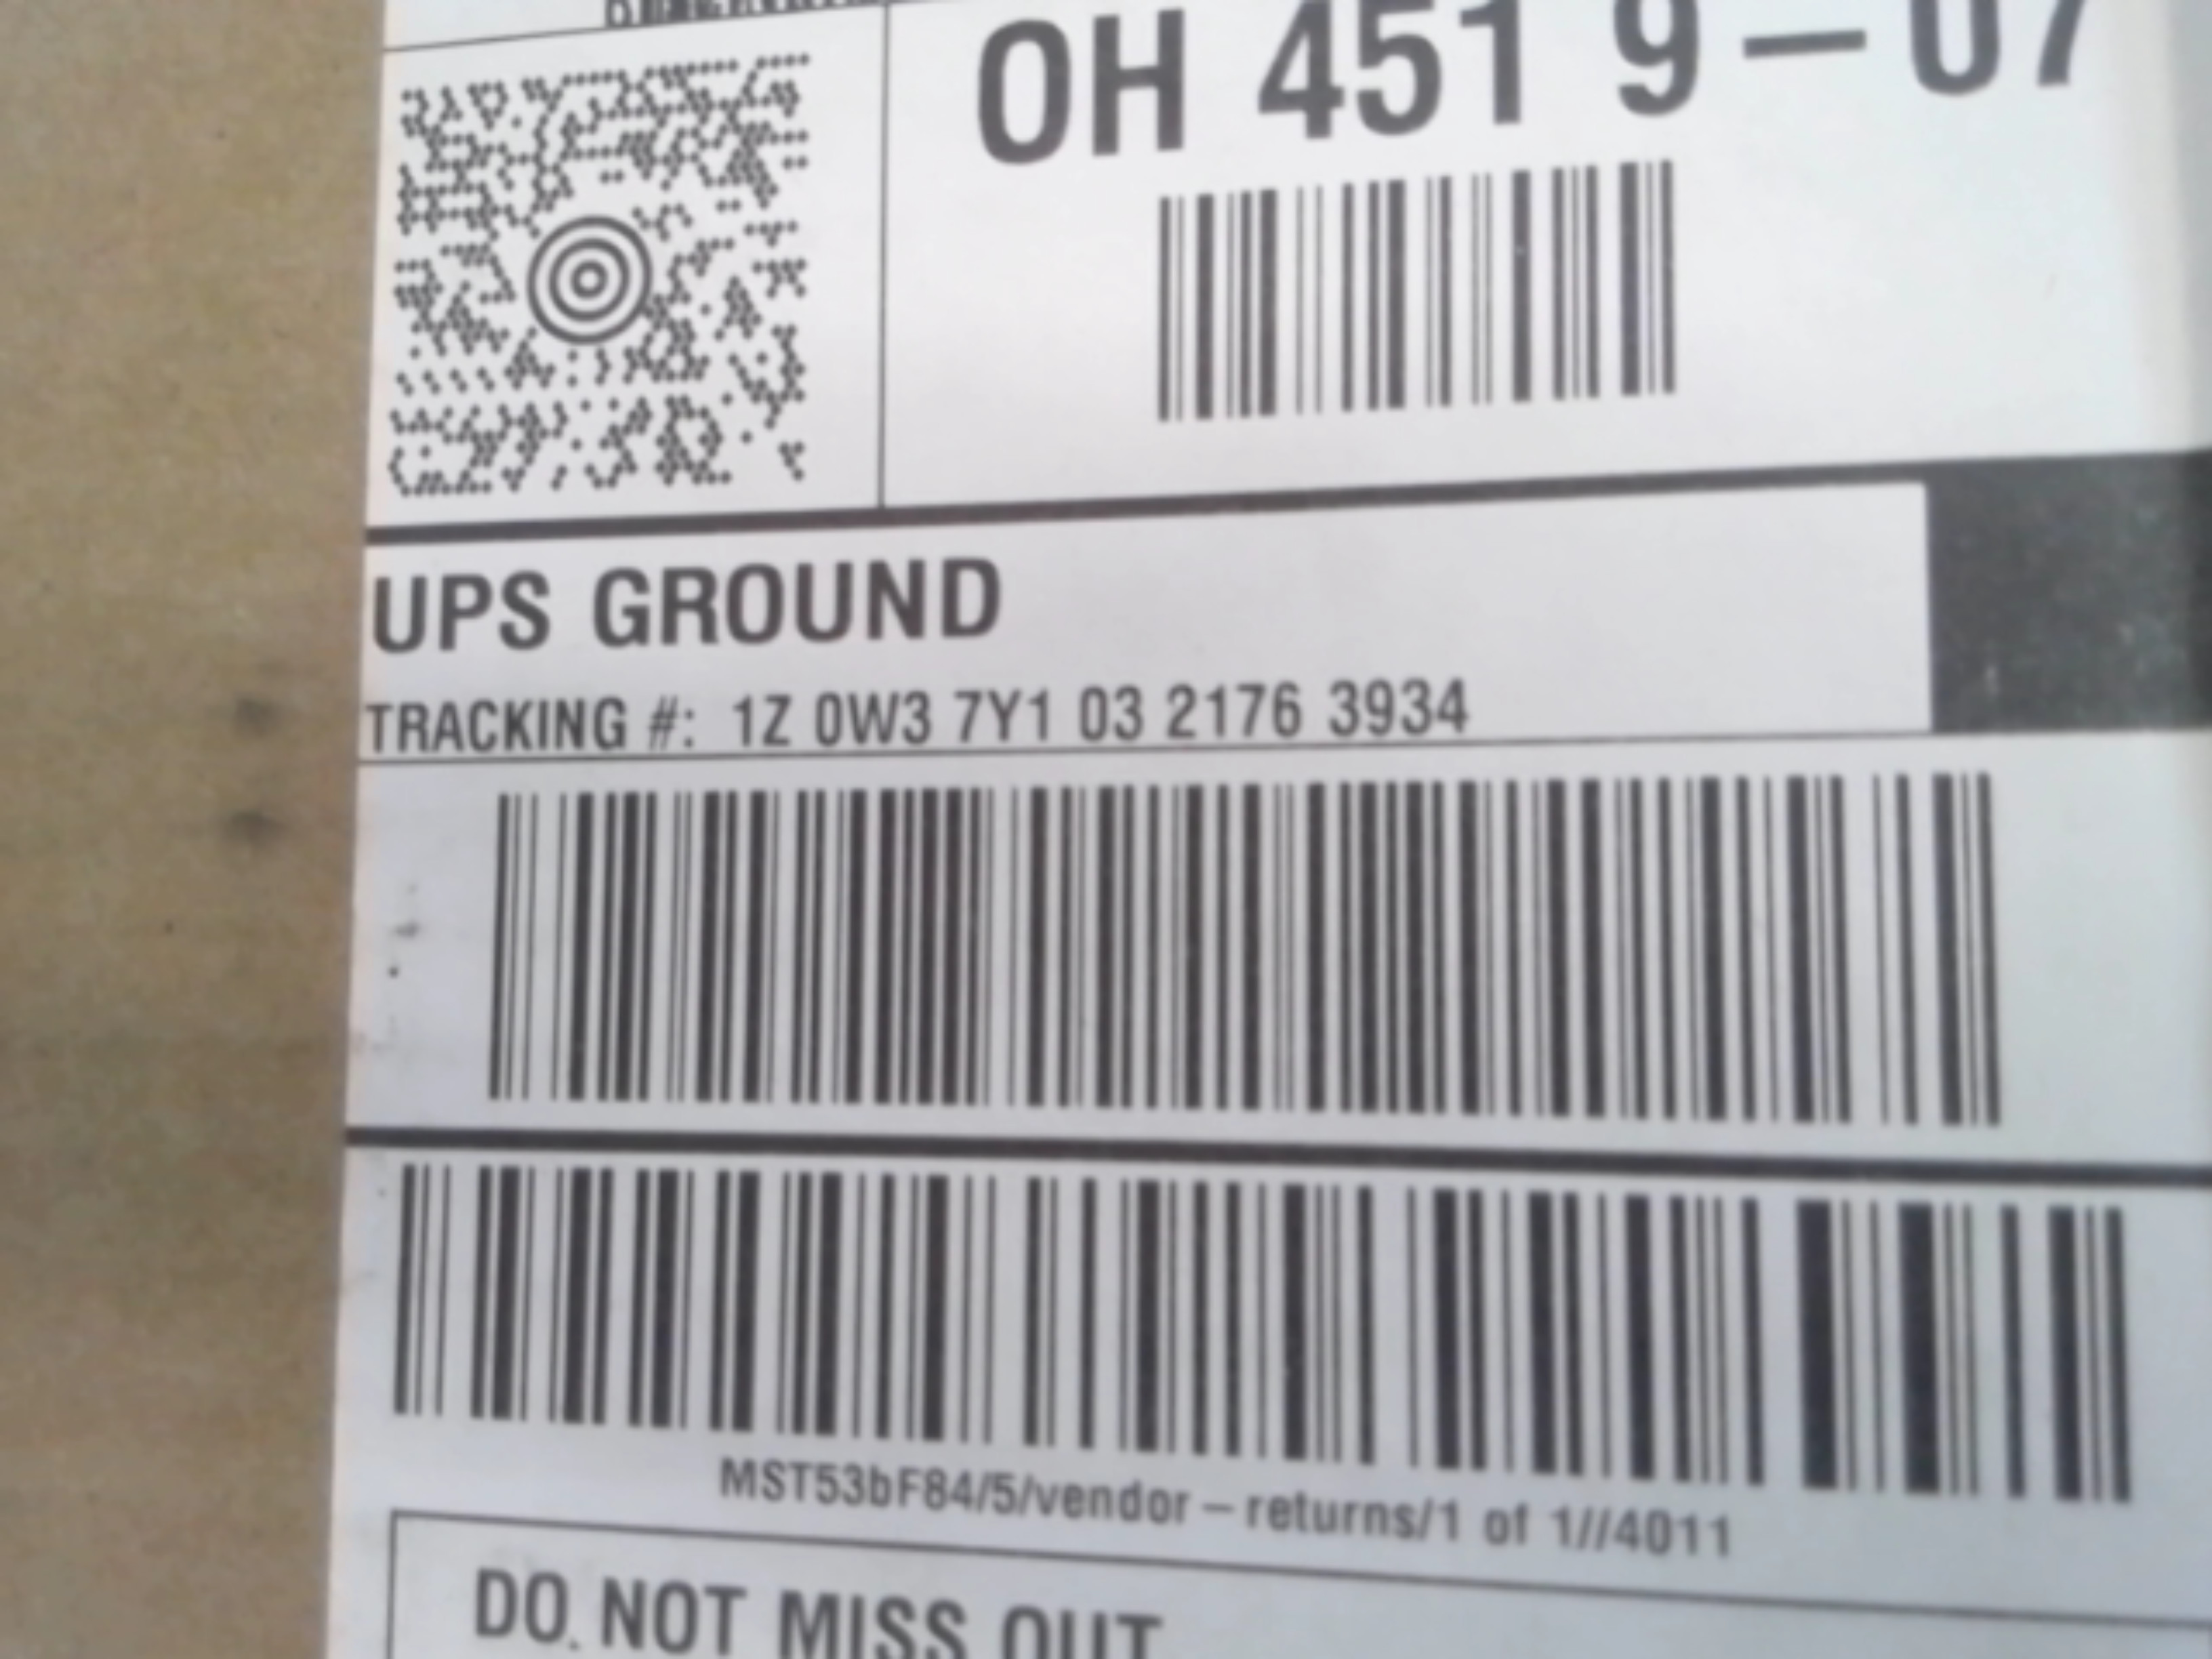 OH 451 9-07
UPS GROUND
TRACKING #: 1Z 0W3 7Y1 03 2176 3934
MST53bF84/5/vendor-returns/1 of 1//4011
DO NOT MISS OUT